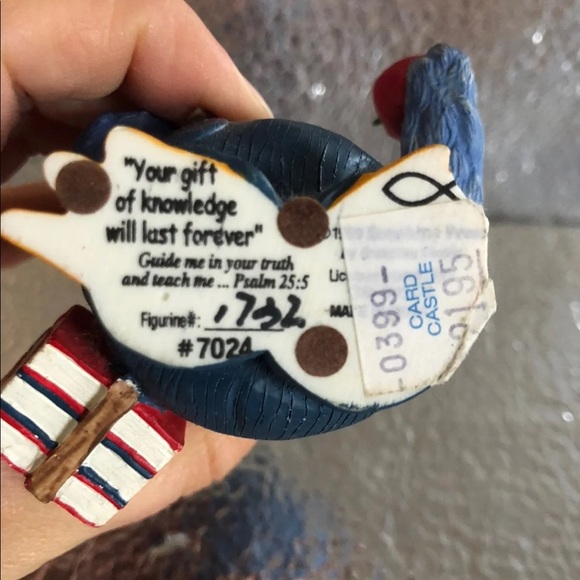 "Your gift
of knowledge
will last forever"
Guide me in your truth
and teach me ... Psalm 25:5
Figurine#: 1732
#7024
-0399-
CARD
CASTLE
2195